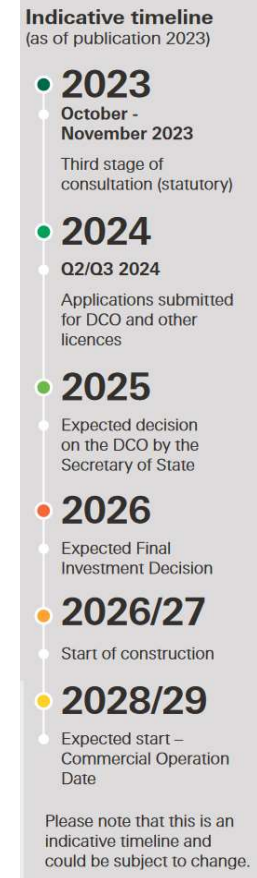 Indicative timeline
(as of publication 2023)
2023
October -
November 2023
Third stage of
consultation (statutory)
2024
Q2/Q3 2024
Applications submitted
for DCO and other
licences
2025
Expected decision
on the DCO by the
Secretary of State
2026
Expected Final
Investment Decision
2026/27
Start of construction
2028/29
Expected start –
Commercial Operation
Date
Please note that this is an
indicative timeline and
could be subject to change.